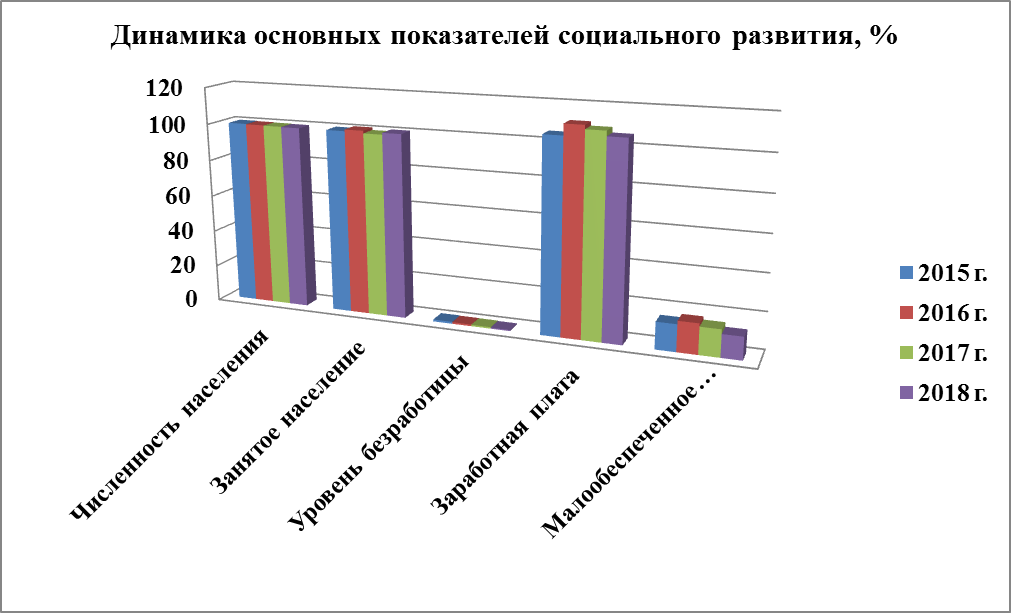 Динамика основных показателей социального развития, %
120
100
80
60
40
20
0
Численность населения
Занятое население
Уровень безработицы
Заработная плата
Малообеспеченное…
2015 г.
2016 г.
2017 г.
2018 г.